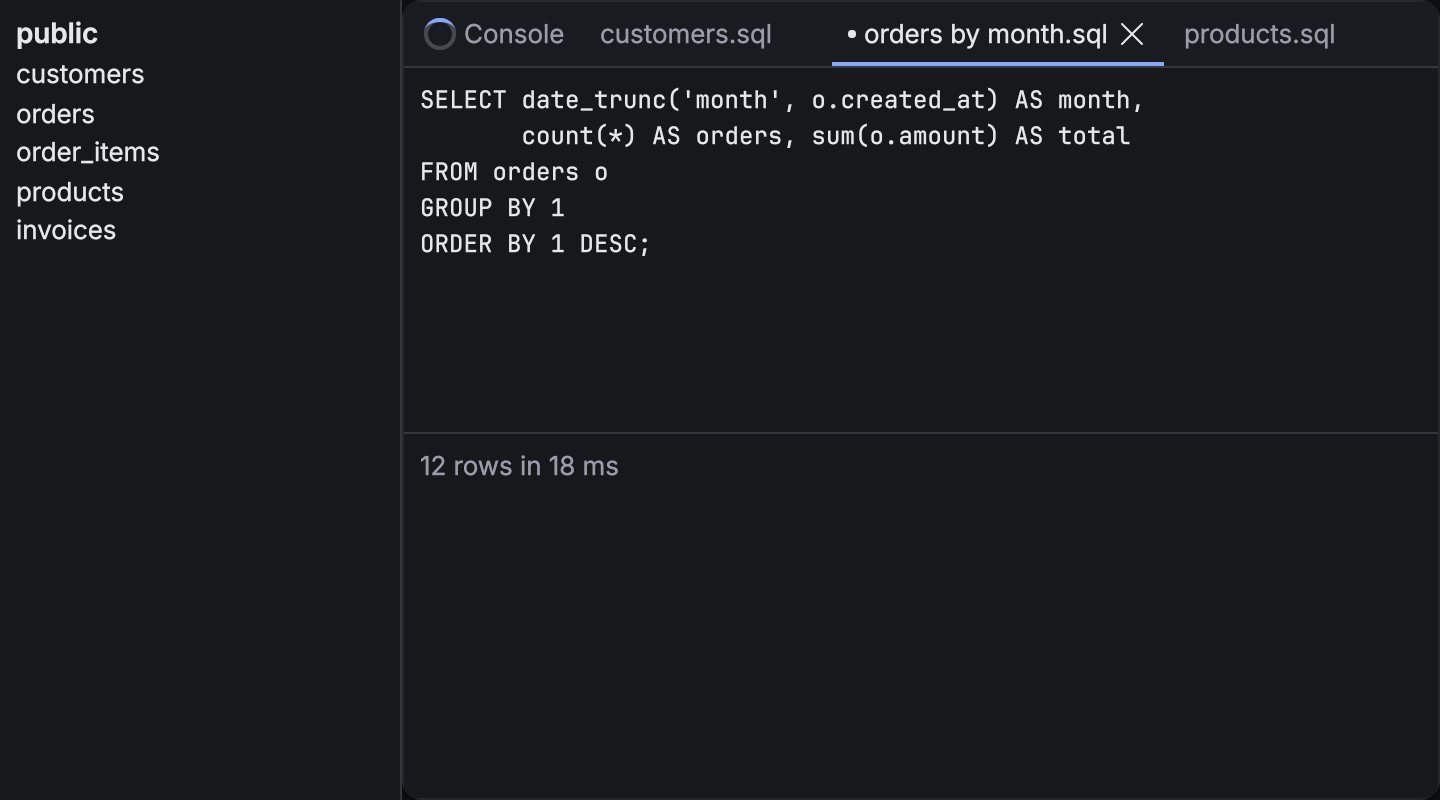 public
customers
orders
order_items
products
invoices
Console customers.sql • orders by month.sql products.sql
SELECT date_trunc('month', o.created_at) AS month,
       count(*) AS orders, sum(o.amount) AS total
FROM orders o
GROUP BY 1
ORDER BY 1 DESC;
12 rows in 18 ms